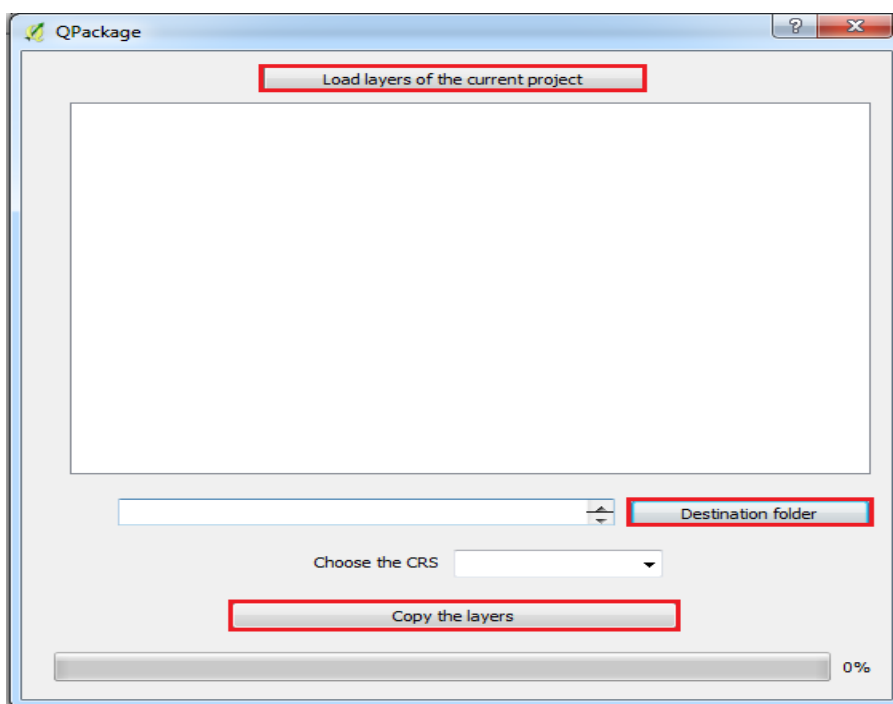 QPackage
Load layers of the current project
Destination folder
Choose the CRS
Copy the layers
0%